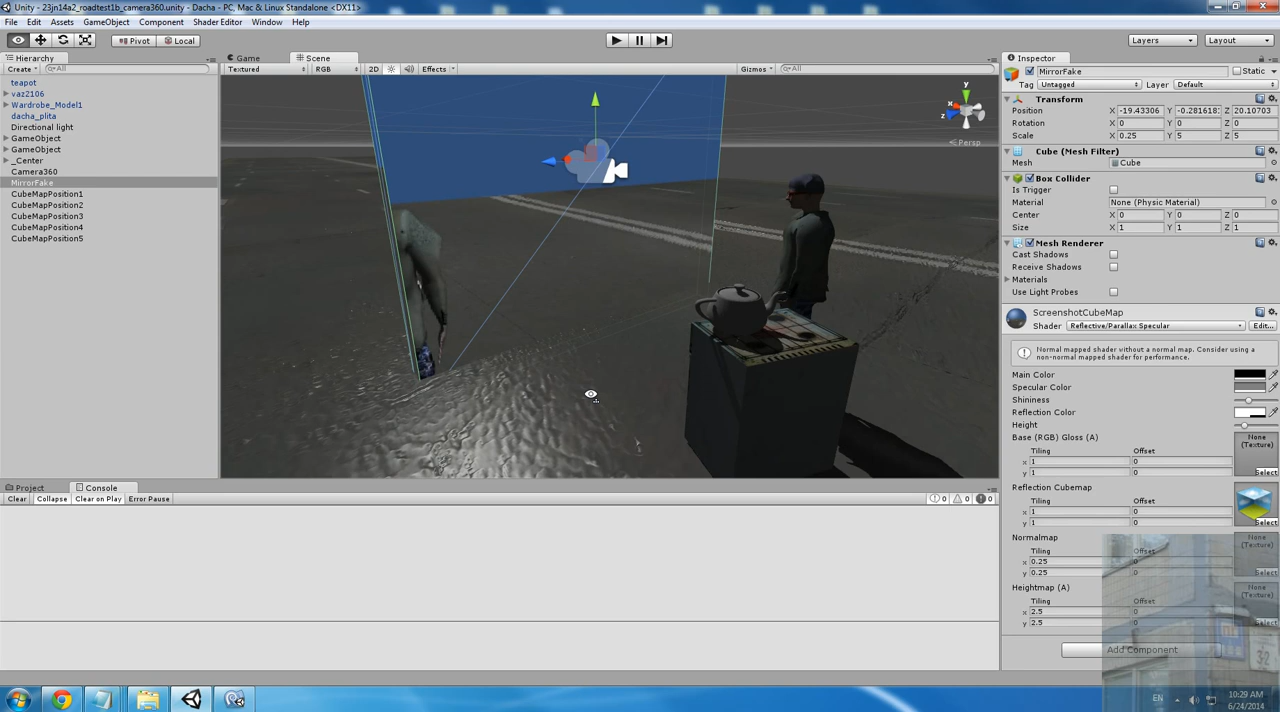 Unity - 23jn14a2_roadtest1b_camera360.unity - Dacha - PC, Mac & Linux Standalone <DX11>
File Edit Assets GameObject Component Shader Editor Window Help
Pivot Local Layers Layout
Hierarchy
Create All
teapot
vaz2106
Wardrobe_Model1
dacha_plita
Directional light
GameObject
GameObject
_Center
Camera360
MirrorFake
CubeMapPosition1
CubeMapPosition2
CubeMapPosition3
CubeMapPosition4
CubeMapPosition5
Game Scene
Textured RGB 2D Effects Gizmos All
y
x
z
Persp
Inspector
MirrorFake Static
Tag Untagged Layer Default
Transform
Position X -19.43306 Y -0.2816183 Z 20.10703
Rotation X 0 Y 0 Z 0
Scale X 0.25 Y 5 Z 5
Cube (Mesh Filter)
Mesh Cube
Box Collider
Is Trigger
Material None (Physic Material)
Center X 0 Y 0 Z 0
Size X 1 Y 1 Z 1
Mesh Renderer
Cast Shadows
Receive Shadows
Materials
Use Light Probes
ScreenshotCubeMap
Shader Reflective/Parallax Specular Edit...
Normal mapped shader without a normal map. Consider using a
non-normal mapped shader for performance.
Main Color
Specular Color
Shininess
Reflection Color
Height
Base (RGB) Gloss (A) None
(Texture)
Tiling Offset
x 1 0
y 1 0 Select
Reflection Cubemap
Tiling Offset
x 1 0
y 1 0 Select
Normalmap None
(Texture)
Tiling Offset
x 0.25 0
y 0.25 0 Select
Heightmap (A) None
(Texture)
Tiling Offset
x 2.5 0
y 2.5 0 Select
Add Component
Project Console
Clear Collapse Clear on Play Error Pause 0 0 0
EN 10:29 AM
6/24/2014
32